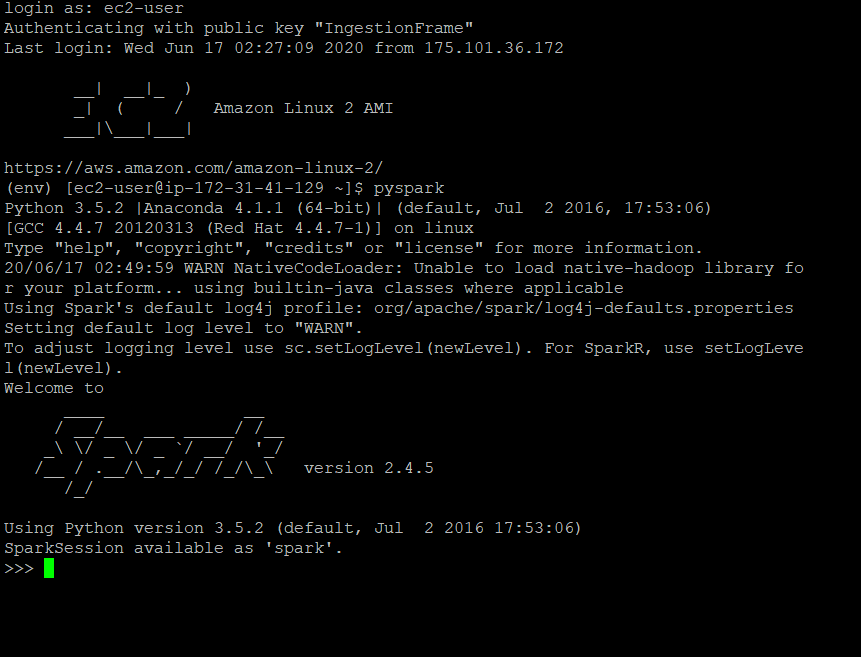 login as: ec2-user
Authenticating with public key "IngestionFrame"
Last login: Wed Jun 17 02:27:09 2020 from 175.101.36.172

       __|  __|_  )
       _|  (     /   Amazon Linux 2 AMI
      ___|\___|___|

https://aws.amazon.com/amazon-linux-2/
(env) [ec2-user@ip-172-31-41-129 ~]$ pyspark
Python 3.5.2 |Anaconda 4.1.1 (64-bit)| (default, Jul  2 2016, 17:53:06)
[GCC 4.4.7 20120313 (Red Hat 4.4.7-1)] on linux
Type "help", "copyright", "credits" or "license" for more information.
20/06/17 02:49:59 WARN NativeCodeLoader: Unable to load native-hadoop library fo
r your platform... using builtin-java classes where applicable
Using Spark's default log4j profile: org/apache/spark/log4j-defaults.properties
Setting default log level to "WARN".
To adjust logging level use sc.setLogLevel(newLevel). For SparkR, use setLogLeve
l(newLevel).
Welcome to
      ____              __
     / __/__  ___ _____/ /__
    _\ \/ _ \/ _ `/ __/  '_/
   /__ / .__/\_,_/_/ /_/\_\   version 2.4.5
      /_/

Using Python version 3.5.2 (default, Jul  2 2016 17:53:06)
SparkSession available as 'spark'.
>>>